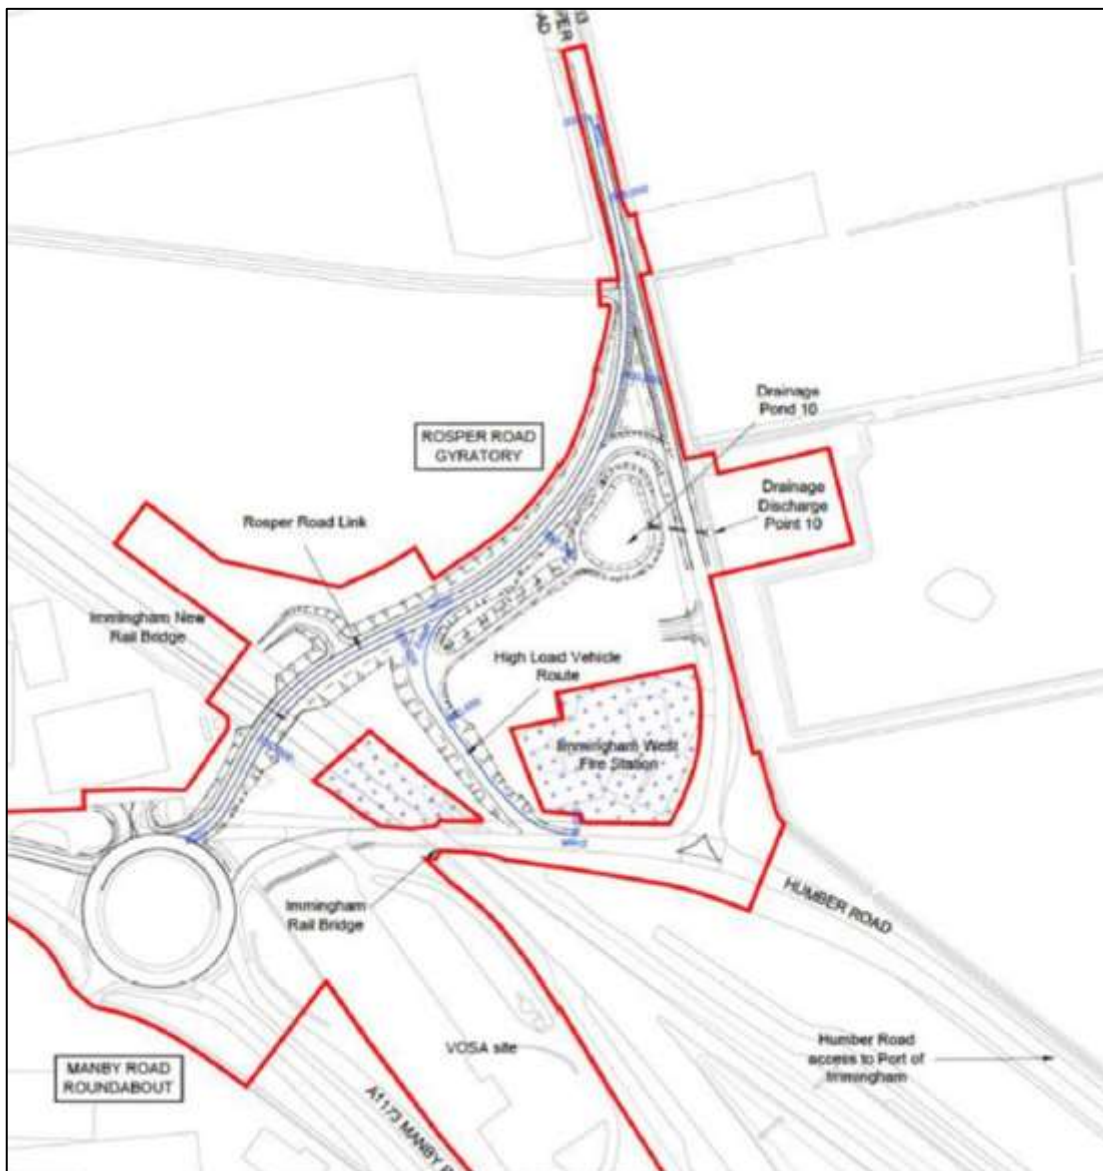 Drainage
Pond 10
ROSPER ROAD
GYRATORY
Drainage
Discharge
Point 10
Rosper Road Link
Immingham New
Rail Bridge
High Load Vehicle
Route
Immingham West
Fire Station
Immingham
Rail Bridge
HUMBER ROAD
VOSA site
Humber Road
access to Port of
Immingham
MANBY ROAD
ROUNDABOUT
A1173 MANBY